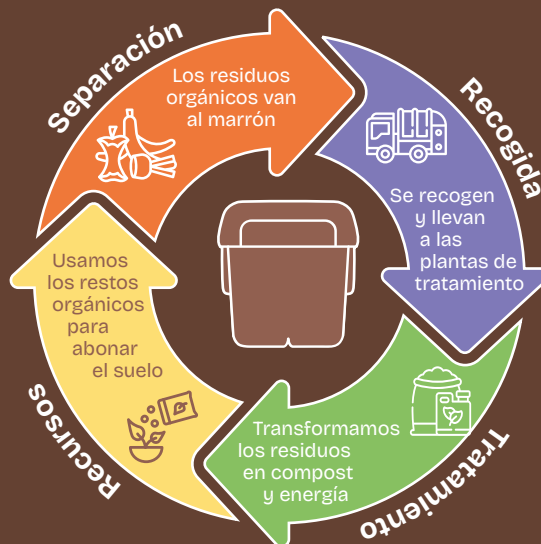 Separación
Los residuos
orgánicos van
al marrón
Recogida
Se recogen
y llevan
a las
plantas de
tratamiento
Tratamiento
Transformamos
los residuos
en compost
y energía
Recursos
Usamos
los restos
orgánicos
para
abonar
el suelo